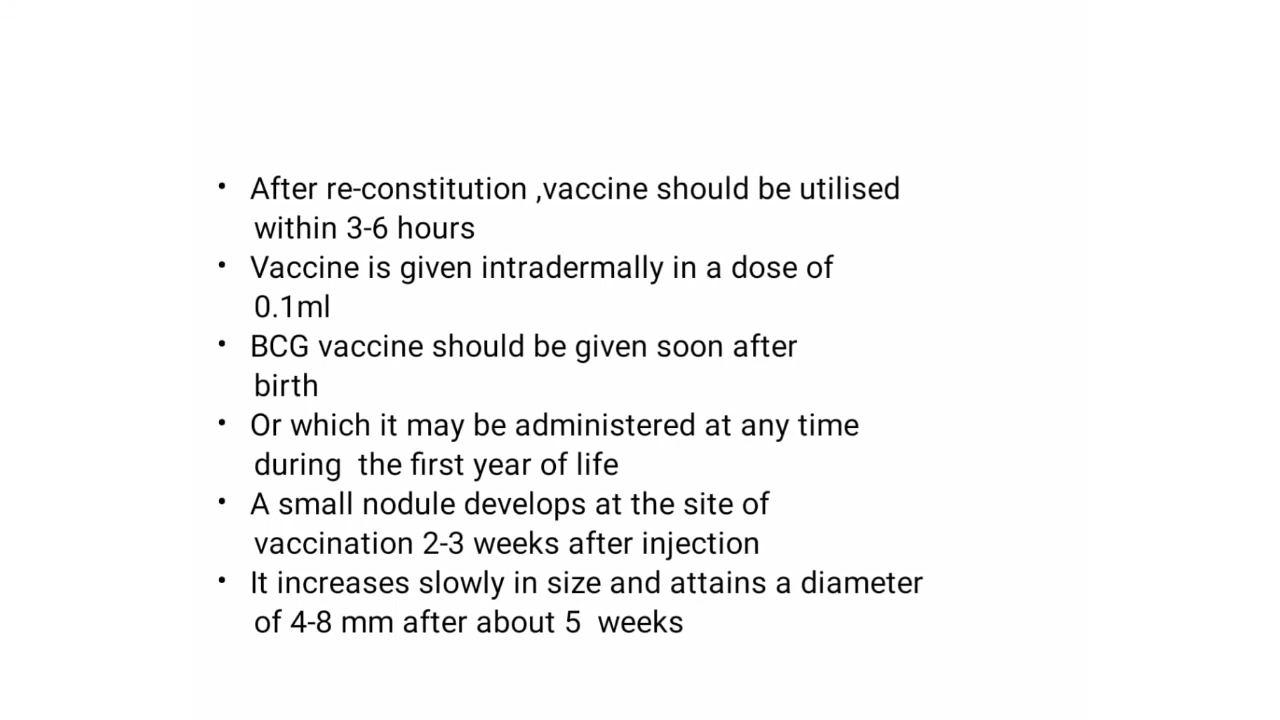 • After re-constitution ,vaccine should be utilised
within 3-6 hours
• Vaccine is given intradermally in a dose of
0.1ml
• BCG vaccine should be given soon after
birth
• Or which it may be administered at any time
during  the first year of life
• A small nodule develops at the site of
vaccination 2-3 weeks after injection
• It increases slowly in size and attains a diameter
of 4-8 mm after about 5  weeks